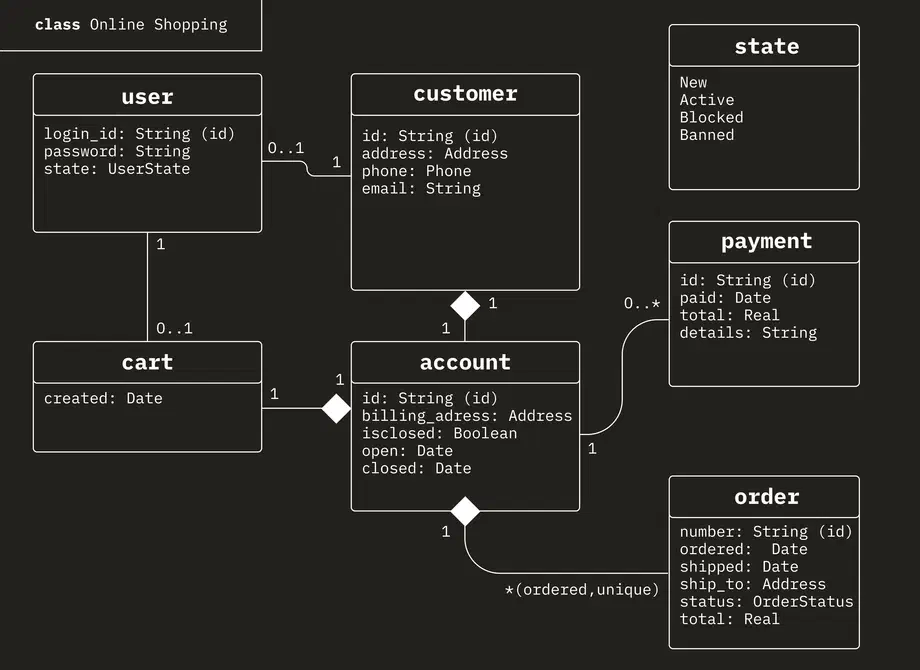 class Online Shopping
user
login_id: String (id)
password: String
state: UserState
0..1
1
customer
id: String (id)
address: Address
phone: Phone
email: String
state
New
Active
Blocked
Banned
1
0..1
1
1
payment
id: String (id)
paid: Date
total: Real
details: String
0..*
1
cart
created: Date
1
1
account
id: String (id)
billing_adress: Address
isclosed: Boolean
open: Date
closed: Date
1
*(ordered,unique)
order
number: String (id)
ordered:  Date
shipped: Date
ship_to: Address
status: OrderStatus
total: Real